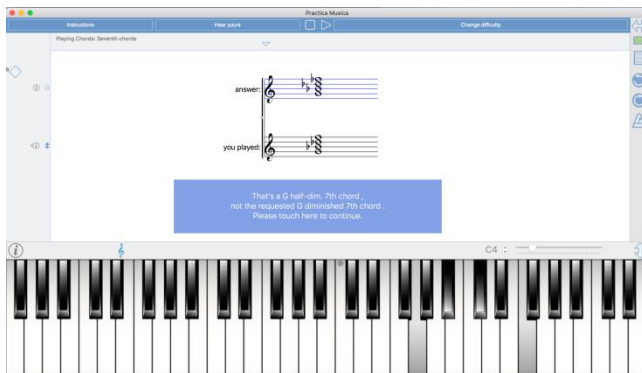 Practica Musica
Instructions
Hear yours
Change difficulty
Playing Chords: Seventh chords
answer:
you played:
That's a G half-dim. 7th chord ,
not the requested G diminished 7th chord .
Please touch here to continue.
C4